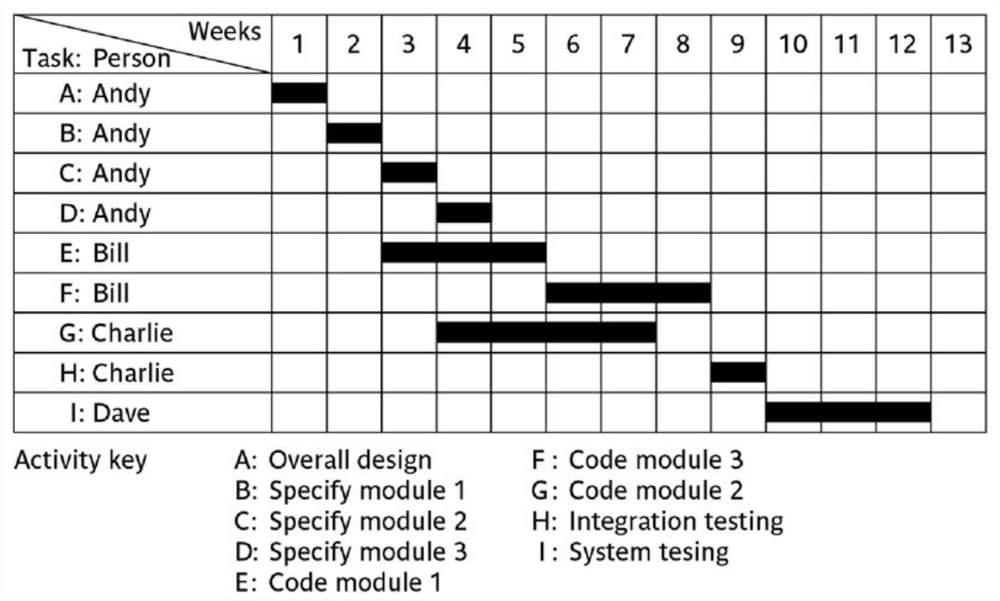 Weeks
Task: Person
1 2 3 4 5 6 7 8 9 10 11 12 13
A: Andy
B: Andy
C: Andy
D: Andy
E: Bill
F: Bill
G: Charlie
H: Charlie
I: Dave
Activity key
A: Overall design
B: Specify module 1
C: Specify module 2
D: Specify module 3
E: Code module 1
F : Code module 3
G: Code module 2
H: Integration testing
I : System tesing